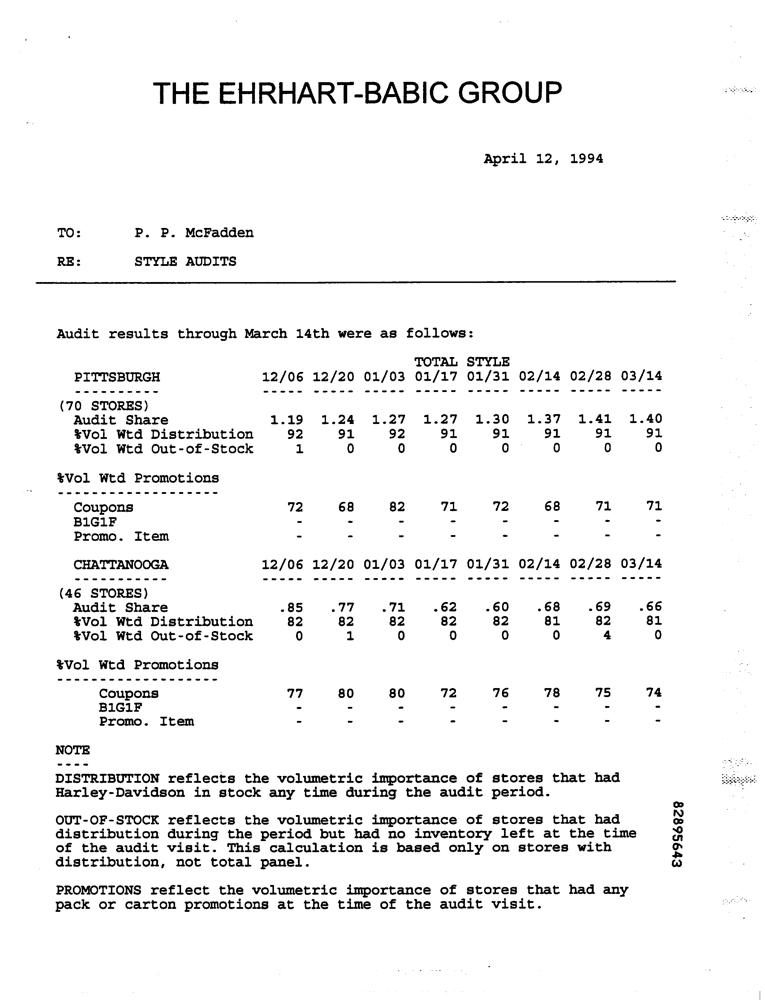 THE EHRHART-BABIC GROUP
April 12, 1994
TO: P. P. McFadden
RE: STYLE AUDITS
Audit results through March 14th were as follows:
TOTAL STYLE
PITTSBURGH 12/06 12/20 01/03 01/17 01/31 02/14 02/28 03/14
---------- ----- ----- ----- ----- ----- ----- ----- -----
(70 STORES)
Audit Share 1.19 1.24 1.27 1.27 1.30 1.37 1.41 1.40
%Vol Wtd Distribution 92 91 92 91 91 91 91 91
%Vol Wtd Out-of-Stock 1 0 0 0 0 0 0 0
%Vol Wtd Promotions
-------------------
Coupons 72 68 82 71 72 68 71 71
B1G1F - - - - - - - -
Promo. Item - - - - - - - -
CHATTANOOGA 12/06 12/20 01/03 01/17 01/31 02/14 02/28 03/14
----------- ----- ----- ----- ----- ----- ----- ----- -----
(46 STORES)
Audit Share .85 .77 .71 .62 .60 .68 .69 .66
%Vol Wtd Distribution 82 82 82 82 82 81 82 81
%Vol Wtd Out-of-Stock 0 1 0 0 0 0 4 0
%Vol Wtd Promotions
-------------------
Coupons 77 80 80 72 76 78 75 74
B1G1F - - - - - - - -
Promo. Item - - - - - - - -
NOTE
----
DISTRIBUTION reflects the volumetric importance of stores that had
Harley-Davidson in stock any time during the audit period.
OUT-OF-STOCK reflects the volumetric importance of stores that had
distribution during the period but had no inventory left at the time
of the audit visit. This calculation is based only on stores with
distribution, not total panel.
PROMOTIONS reflect the volumetric importance of stores that had any
pack or carton promotions at the time of the audit visit.
82895643